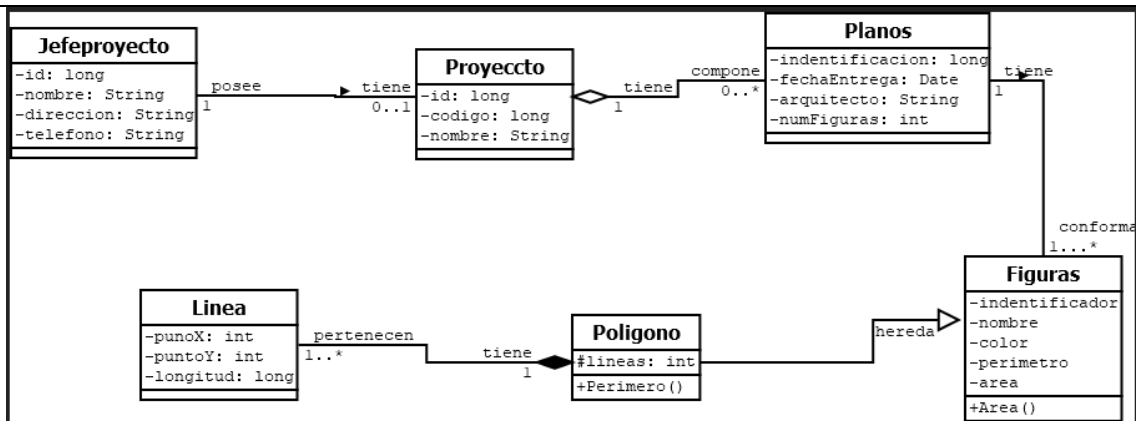 Jefeproyecto
-id: long
-nombre: String
-direccion: String
-telefono: String
posee
1
tiene
0..1
Proyeccto
-id: long
-codigo: long
-nombre: String
tiene
1
compone
0..*
Planos
-indentificacion: long
-fechaEntrega: Date
-arquitecto: String
-numFiguras: int
tiene
1
conforma
1...*
Figuras
-indentificador
-nombre
-color
-perimetro
-area
+Area()
hereda
Poligono
#lineas: int
+Perimero()
tiene
1
pertenecen
1..*
Linea
-punoX: int
-puntoY: int
-longitud: long